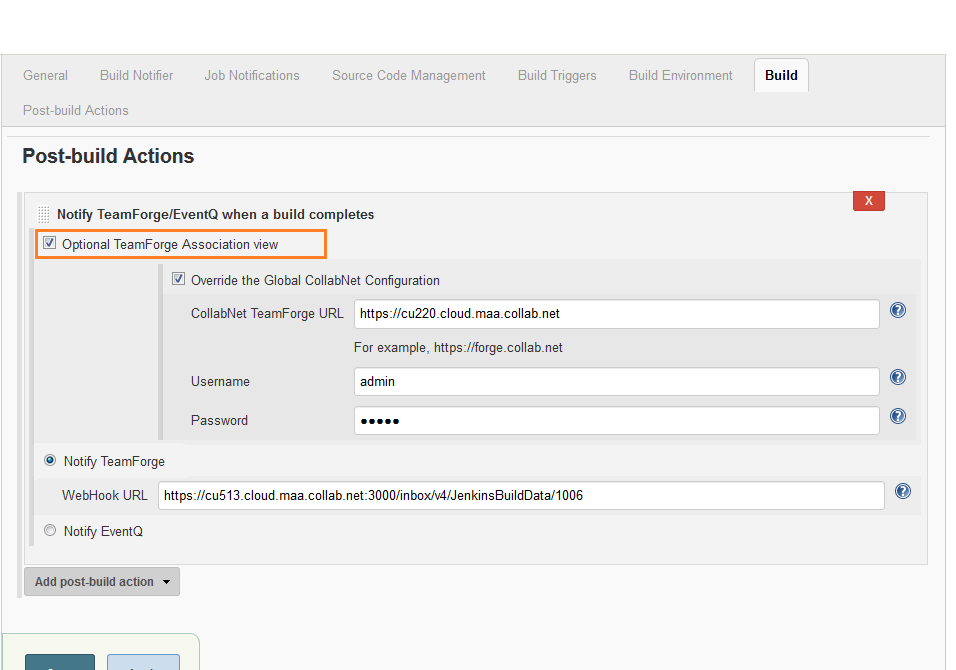 General Build Notifier Job Notifications Source Code Management Build Triggers Build Environment Build
Post-build Actions
Post-build Actions
X
Notify TeamForge/EventQ when a build completes
Optional TeamForge Association view
Override the Global CollabNet Configuration
CollabNet TeamForge URL https://cu220.cloud.maa.collab.net
For example, https://forge.collab.net
Username admin
Password •••••
Notify TeamForge
WebHook URL https://cu513.cloud.maa.collab.net:3000/inbox/v4/JenkinsBuildData/1006
Notify EventQ
Add post-build action